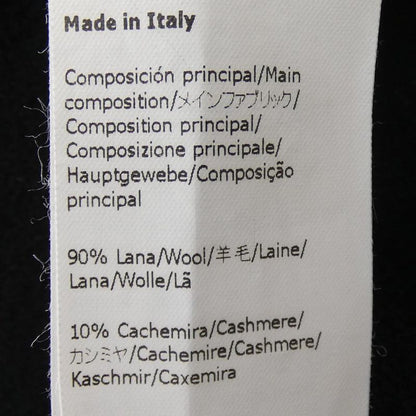 Made in Italy
Composición principal/Main
composition/メインファブリック/
Composition principal/
Composizione principale/
Hauptgewebe/Composição
principal
90% Lana/Wool/羊毛/Laine/
Lana/Wolle/Lã
10% Cachemira/Cashmere/
カシミヤ/Cachemire/Cashmere/
Kaschmir/Caxemira